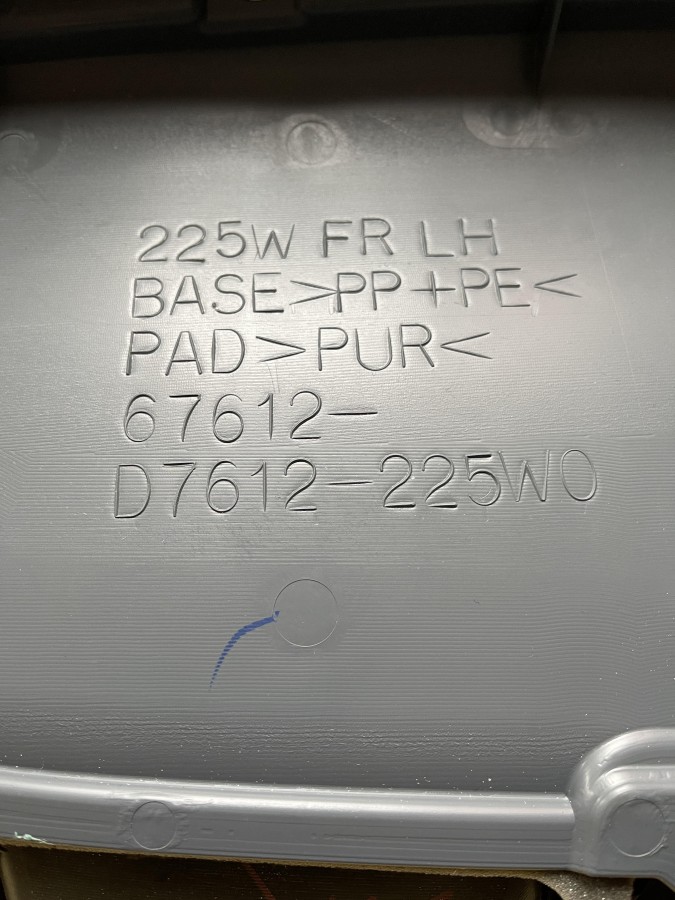 225W FR LH
BASE>PP+PE<
PAD>PUR<
67612-
D7612-225W0